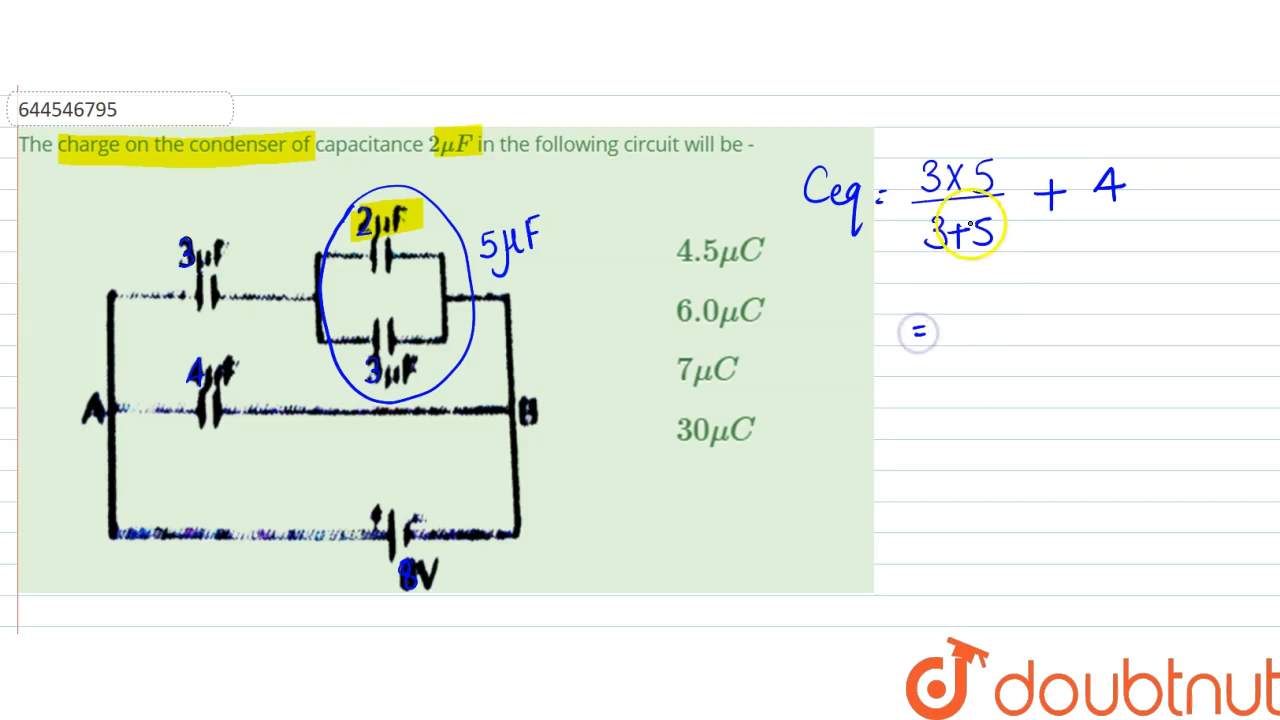 644546795
The charge on the condenser of capacitance 2μF in the following circuit will be -
Ceq = 3×5/3+5 + 4
=
2μF
5μF
3μF
3μF
4μF
A
B
8V
4.5μC
6.0μC
7μC
30μC
doubtnut